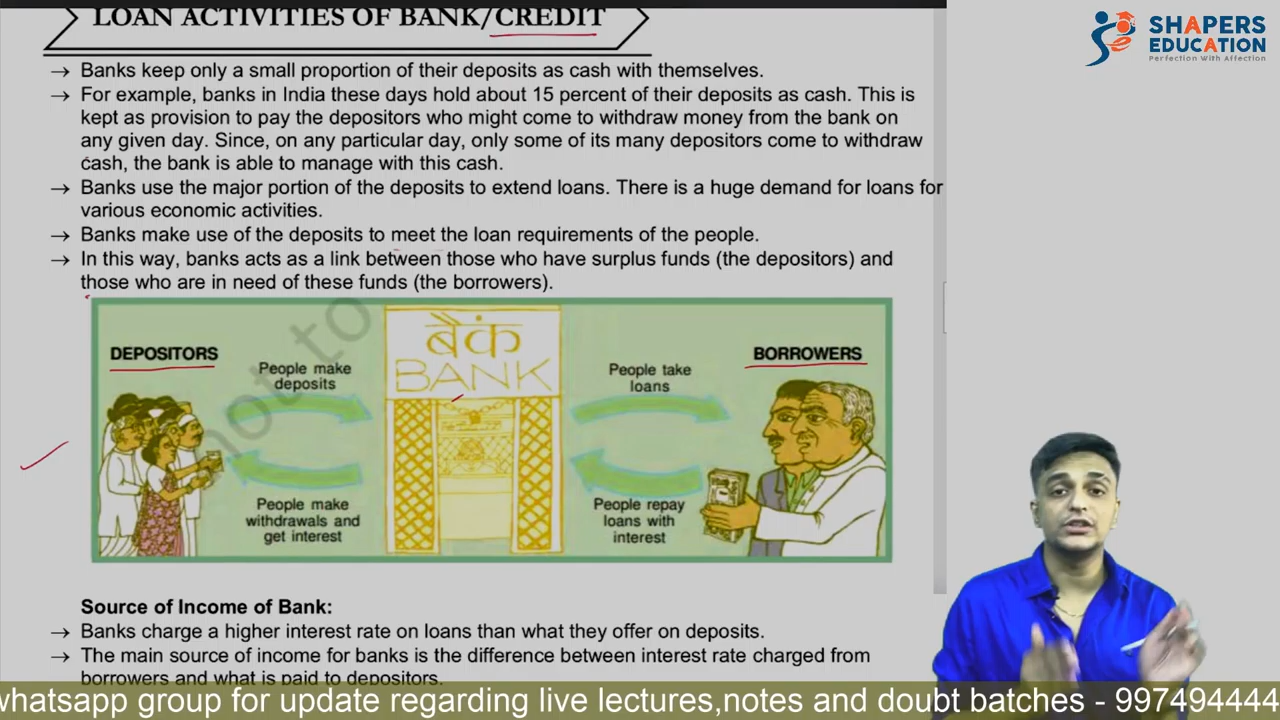 LOAN ACTIVITIES OF BANK/CREDIT
SHAPERS
EDUCATION
Perfection With Affection
→ Banks keep only a small proportion of their deposits as cash with themselves.
→ For example, banks in India these days hold about 15 percent of their deposits as cash. This is
kept as provision to pay the depositors who might come to withdraw money from the bank on
any given day. Since, on any particular day, only some of its many depositors come to withdraw
cash, the bank is able to manage with this cash.
→ Banks use the major portion of the deposits to extend loans. There is a huge demand for loans for
various economic activities.
→ Banks make use of the deposits to meet the loan requirements of the people.
→ In this way, banks acts as a link between those who have surplus funds (the depositors) and
those who are in need of these funds (the borrowers).
not to
DEPOSITORS
People make
deposits
बैंक
BANK
People take
loans
BORROWERS
People make
withdrawals and
get interest
People repay
loans with
interest
Source of Income of Bank:
→ Banks charge a higher interest rate on loans than what they offer on deposits.
→ The main source of income for banks is the difference between interest rate charged from
borrowers and what is paid to depositors.
whatsapp group for update regarding live lectures,notes and doubt batches - 997494444